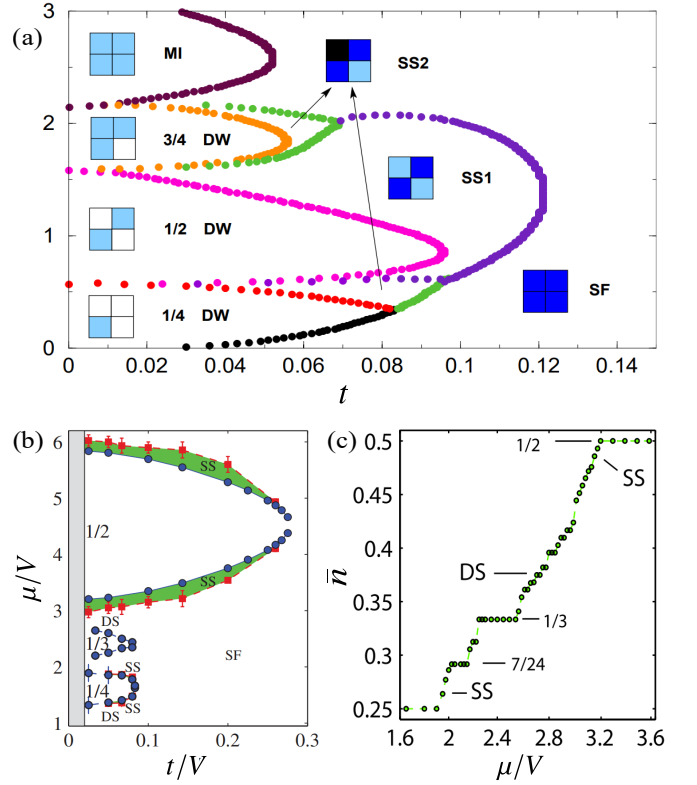 (a)
3
2
1
0
MI
SS2
3/4 DW
SS1
1/2 DW
1/4 DW
SF
0 0.02 0.04 0.06 0.08 0.1 0.12 0.14
t
(b)
μ/V
6
5
4
3
2
1
SS
1/2
SS
DS
1/3
SS
1/4
SS
DS
SF
0 0.1 0.2 0.3
t/V
(c)
n̅
0.5
0.45
0.4
0.35
0.3
0.25
1/2
SS
DS
1/3
7/24
SS
1.6 2 2.4 2.8 3.2 3.6
μ/V